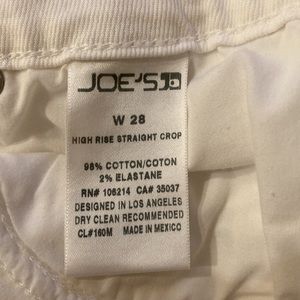 JOE'S
W 28
HIGH RISE STRAIGHT CROP
98% COTTON/COTON
2% ELASTANE
RN# 106214 CA# 35037
DESIGNED IN LOS ANGELES
DRY CLEAN RECOMMENDED
CL#160M MADE IN MEXICO